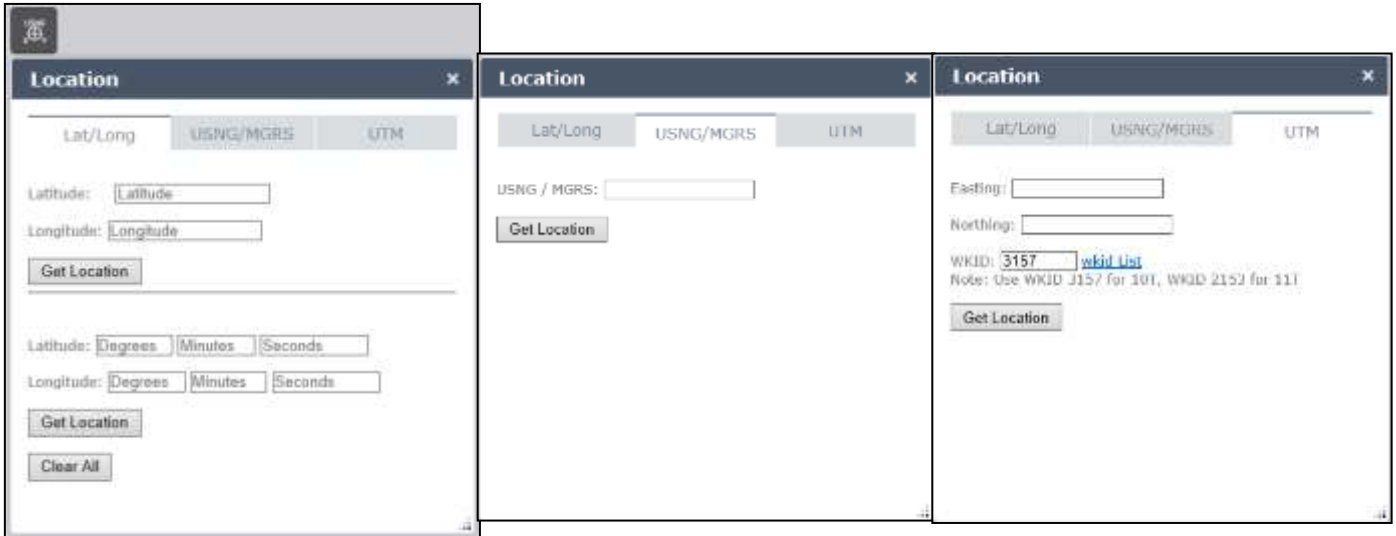 Location ×
Lat/Long USNG/MGRS UTM
Latitude: Latitude
Longitude: Longitude
Get Location
Latitude: Degrees Minutes Seconds
Longitude: Degrees Minutes Seconds
Get Location
Clear All
Location ×
Lat/Long USNG/MGRS UTM
USNG / MGRS:
Get Location
Location ×
Lat/Long USNG/MGRS UTM
Easting:
Northing:
WKID: 3157 wkid List
Note: Use WKID 3157 for 10T, WKID 2153 for 11T
Get Location